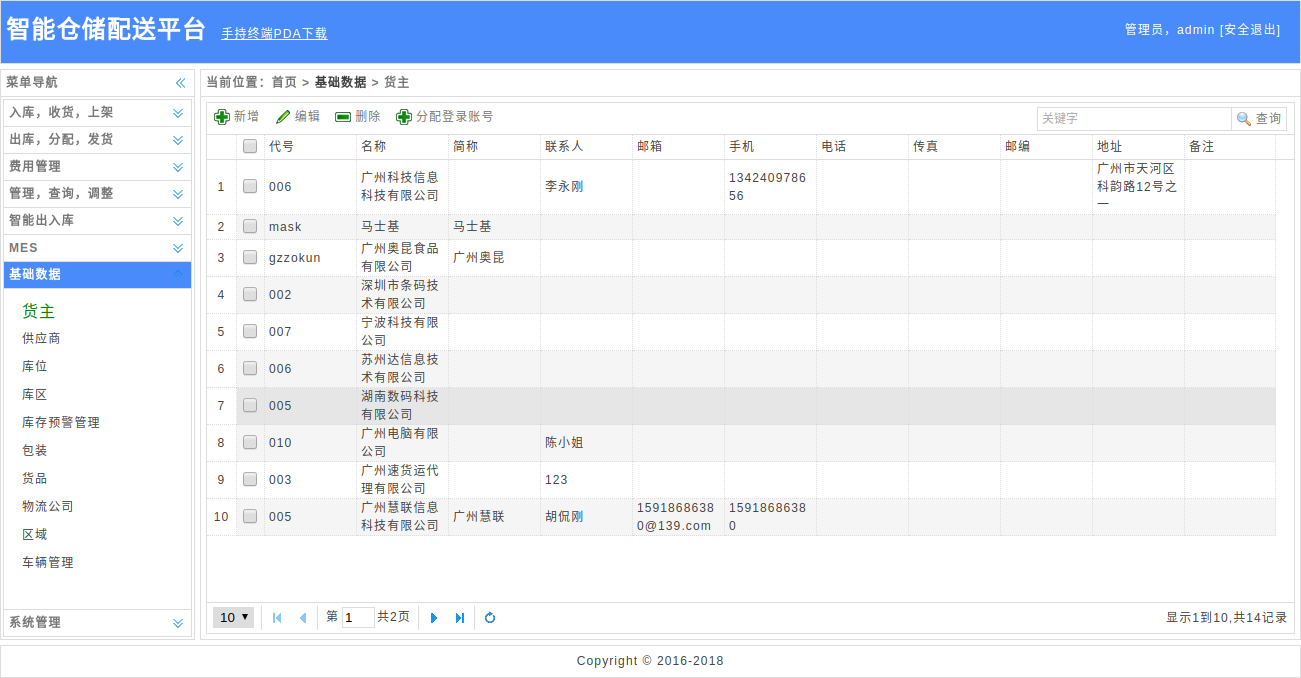 智能仓储配送平台 手持终端PDA下载 管理员，admin [安全退出]
菜单导航
入库，收货，上架
出库，分配，发货
费用管理
管理，查询，调整
智能出入库
MES
基础数据
货主
供应商
库位
库区
库存预警管理
包装
货品
物流公司
区域
车辆管理
系统管理
当前位置：首页 > 基础数据 > 货主
新增 编辑 删除 分配登录账号 关键字 查询
代号 名称 简称 联系人 邮箱 手机 电话 传真 邮编 地址 备注
1 006 广州科技信息科技有限公司 李永刚 134240978656 广州市天河区科韵路12号之一
2 mask 马士基 马士基
3 gzzokun 广州奥昆食品有限公司 广州奥昆
4 002 深圳市条码技术有限公司
5 007 宁波科技有限公司
6 006 苏州达信息技术有限公司
7 005 湖南数码科技有限公司
8 010 广州电脑有限公司 陈小姐
9 003 广州速货运代理有限公司 123
10 005 广州慧联信息科技有限公司 广州慧联 胡侃刚 15918686380@139.com 15918686380
10 第 1 共2页 显示1到10,共14记录
Copyright © 2016-2018